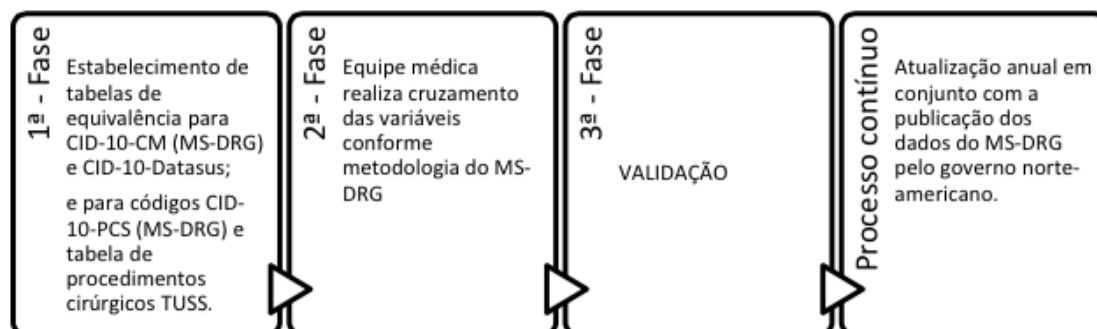 1ª - Fase
Estabelecimento de
tabelas de
equivalência para
CID-10-CM (MS-DRG)
e CID-10-Datasus;
e para códigos CID-
10-PCS (MS-DRG) e
tabela de
procedimentos
cirúrgicos TUSS.
2ª - Fase
Equipe médica
realiza cruzamento
das variáveis
conforme
metodologia do MS-
DRG
3ª - Fase
VALIDAÇÃO
Processo contínuo
Atualização anual em
conjunto com a
publicação dos
dados do MS-DRG
pelo governo norte-
americano.